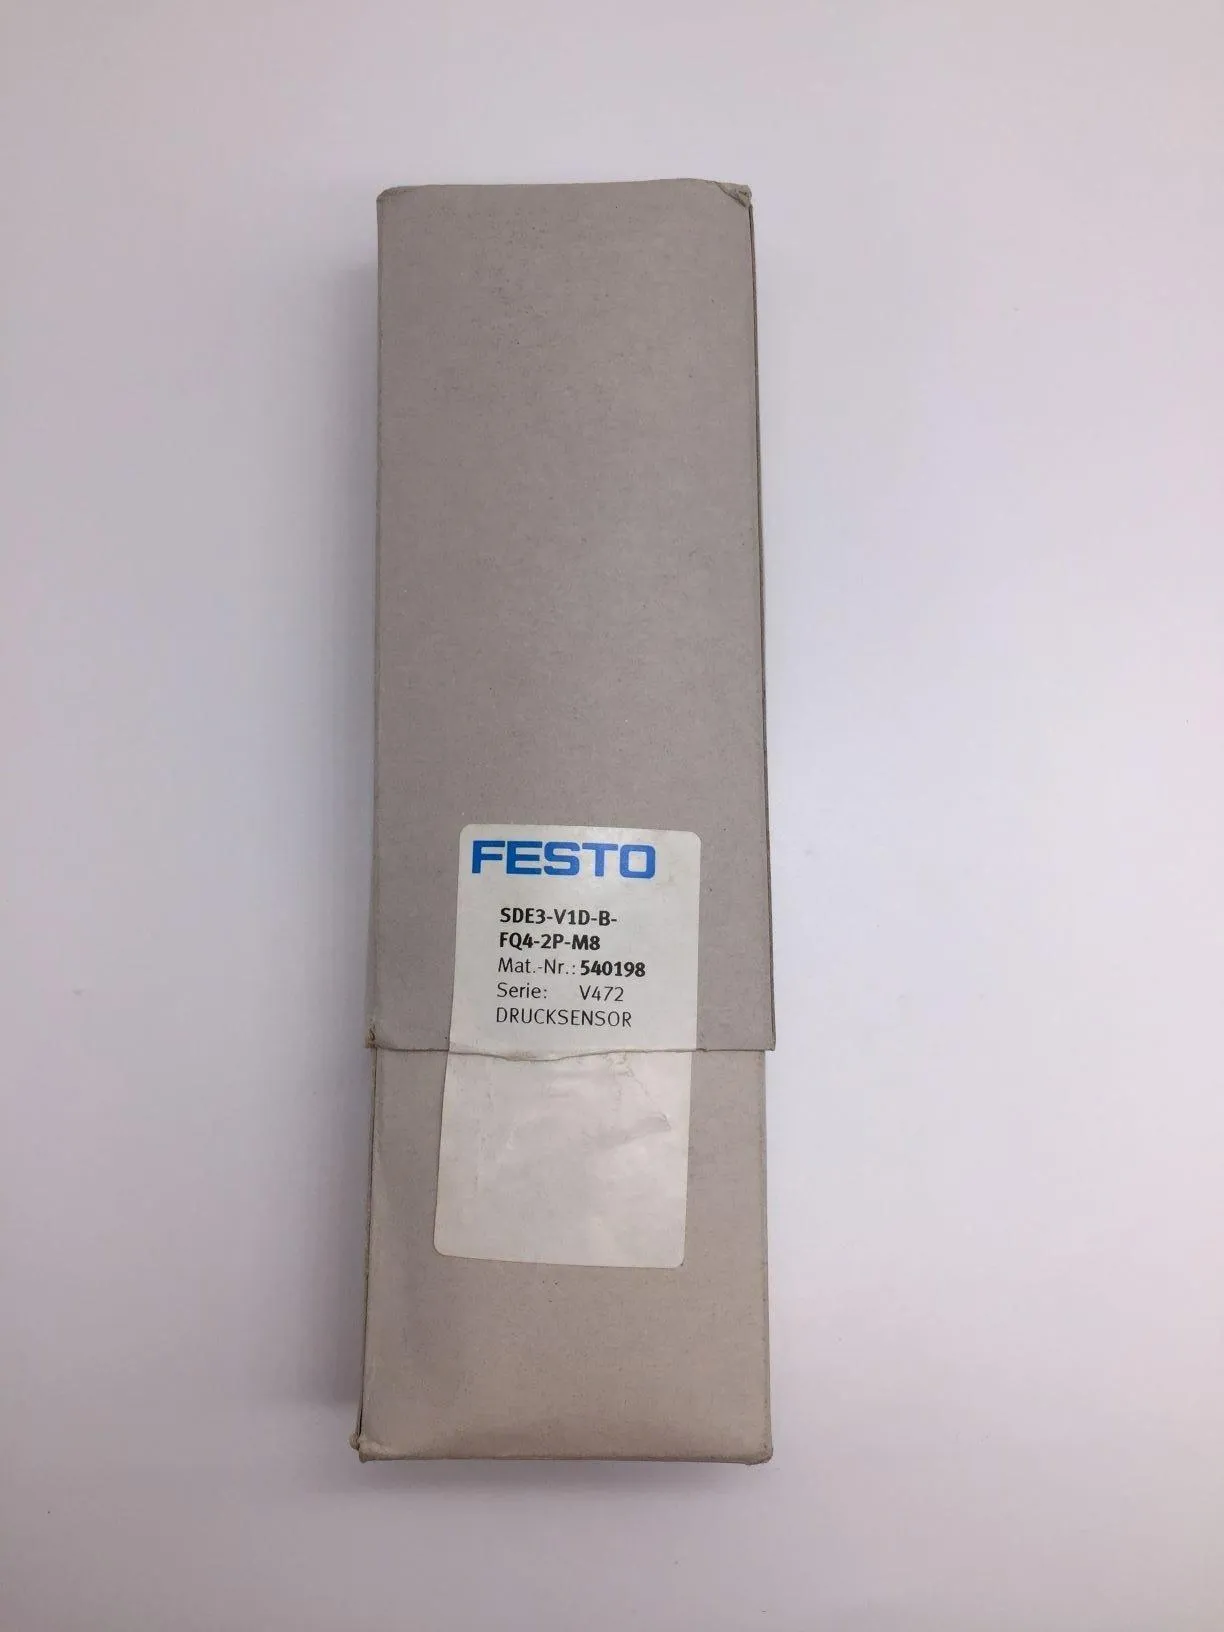 FESTO
SDE3-V1D-B-
FQ4-2P-M8
Mat.-Nr.: 540198
Serie: V472
DRUCKSENSOR